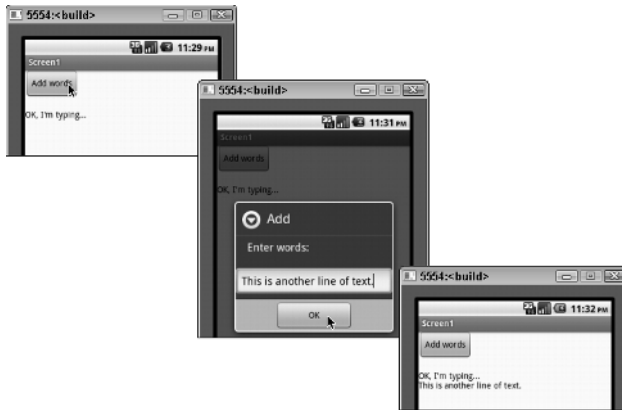 5554:<build>
11:29 PM
Screen1
Add words
OK, I'm typing...
5554:<build>
11:31 PM
Screen1
Add words
OK, I'm typing...
Add
Enter words:
This is another line of text.
OK
5554:<build>
11:32 PM
Screen1
Add words
OK, I'm typing...
This is another line of text.